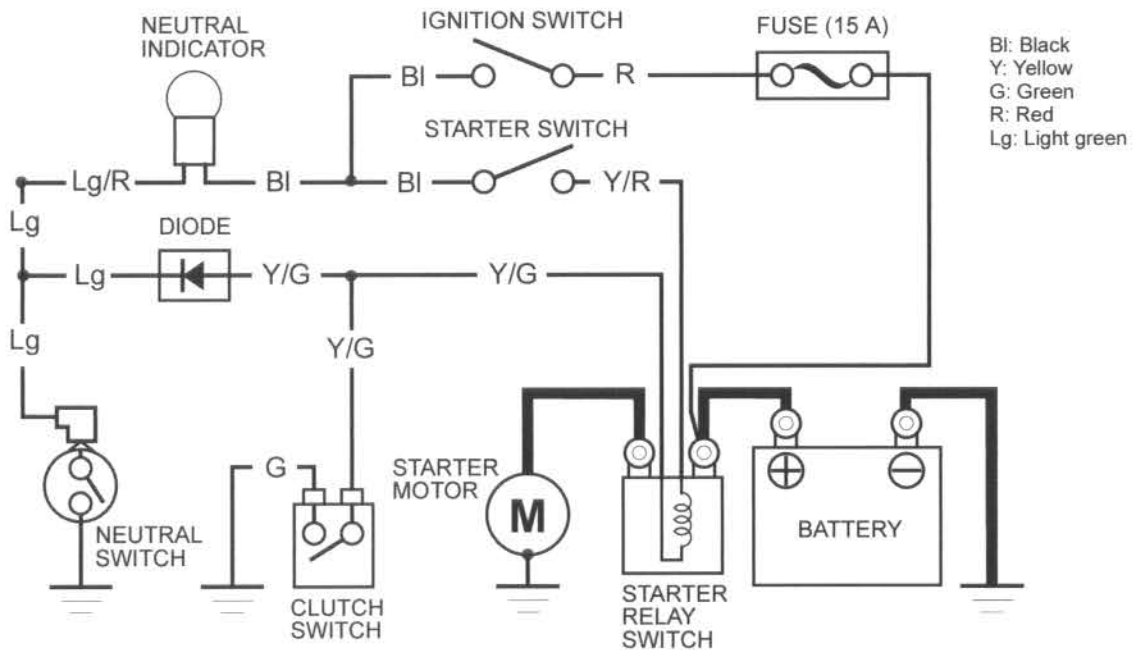 NEUTRAL
INDICATOR
IGNITION SWITCH
FUSE (15 A)
Bl: Black
Y: Yellow
G: Green
R: Red
Lg: Light green
Bl
R
STARTER SWITCH
Lg/R
Bl
Bl
Y/R
Lg
DIODE
Lg
Y/G
Y/G
Lg
Y/G
G
STARTER
MOTOR
M
BATTERY
NEUTRAL
SWITCH
CLUTCH
SWITCH
STARTER
RELAY
SWITCH